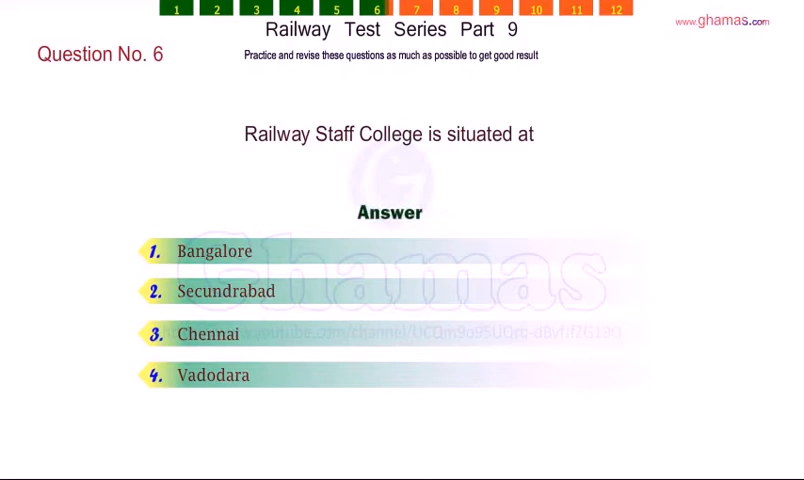 1 2 3 4 5 6 7 8 9 10 11 12
Railway Test Series Part 9
www.ghamas.com
Question No. 6
Practice and revise these questions as much as possible to get good result
Railway Staff College is situated at
G
Answer
Ghamas
1. Bangalore
2. Secundrabad
3. Chennai
4. Vadodara